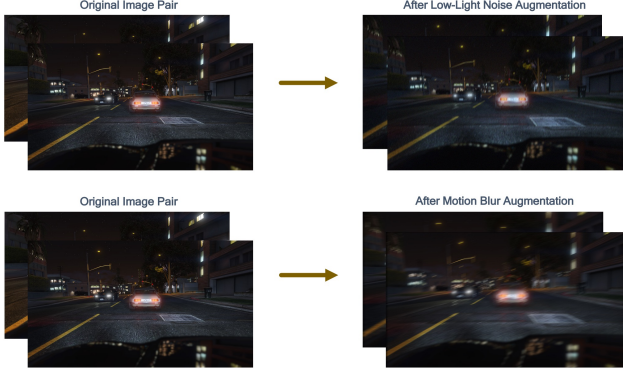 Original Image Pair
After Low-Light Noise Augmentation
Original Image Pair
After Motion Blur Augmentation